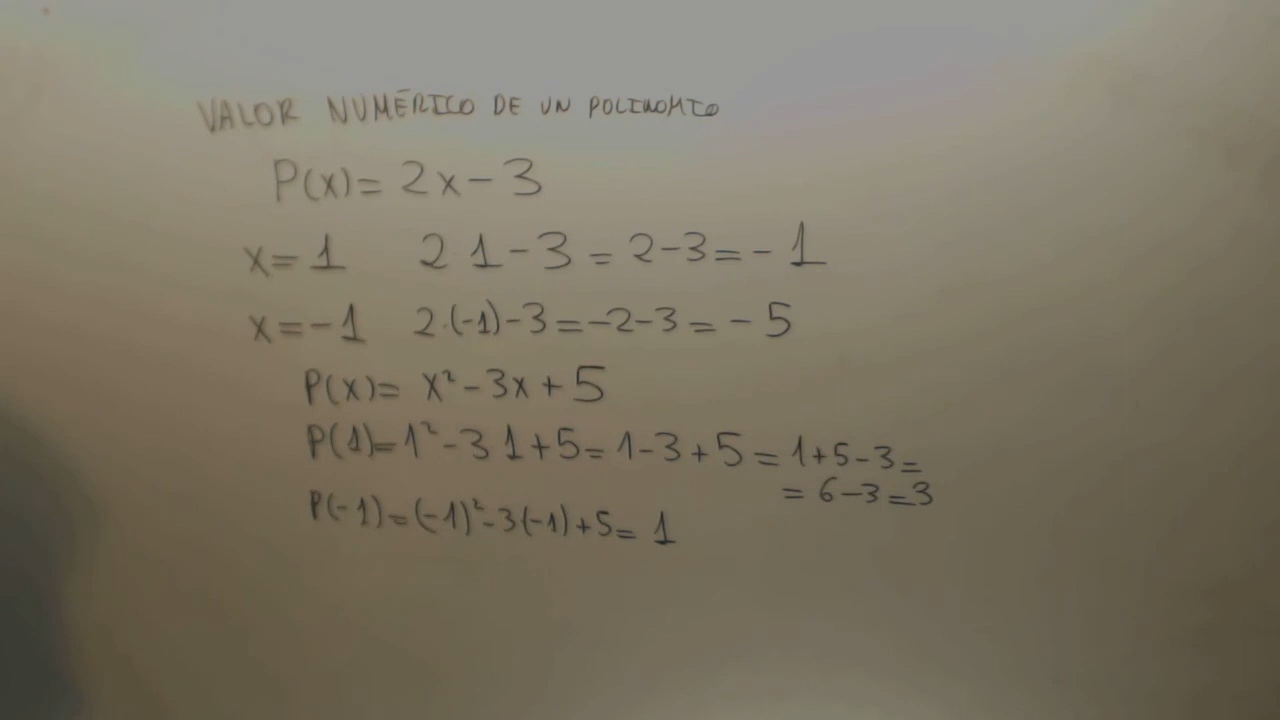 VALOR NUMÉRICO DE UN POLINOMIO
P(x)= 2x-3
x=1 2 1-3 = 2-3=-1
x=-1 2·(-1)-3=-2-3=-5
P(x)= x²-3x+5
P(1)=1²-3 1+5=1-3+5=1+5-3=
=6-3=3
P(-1)=(-1)²-3(-1)+5=1